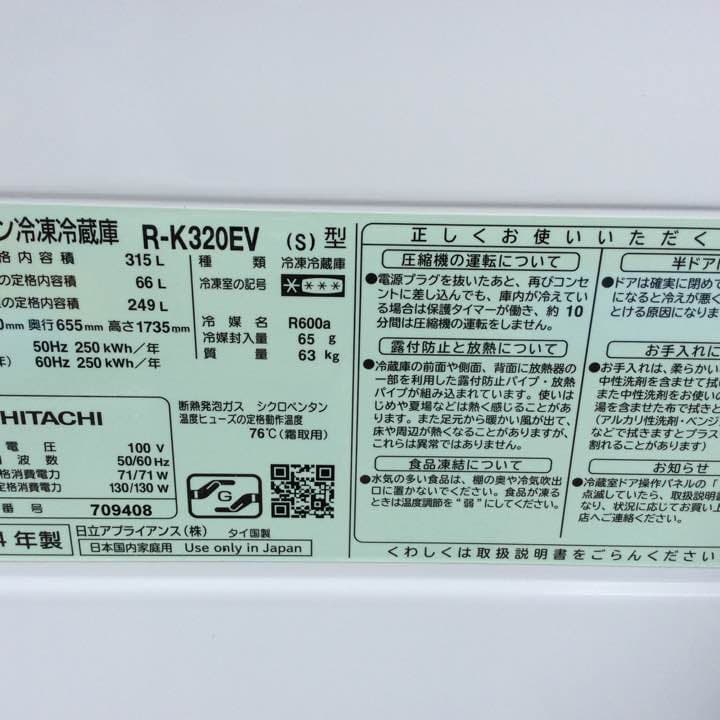 ン冷凍冷蔵庫 R-K320EV (S) 型
格内容積 315 L
の定格内容積 66 L
の定格内容積 249 L
0mm 奥行655mm 高さ1735mm
50Hz 250 kWh/年
年) 60Hz 250 kWh/年
種類 冷凍冷蔵庫
冷凍室の記号 ****
冷媒名 R600a
冷媒封入量 65 g
質量 63 kg
HITACHI
電圧 100 V
周波数 50/60 Hz
格消費電力 71/71 W
定格消費電力 130/130 W
番号 709408
断熱発泡ガス シクロペンタン
温度ヒューズの定格動作温度
76℃(霜取用)
G
4年製
日立アプライアンス(株) タイ国製
日本国内家庭用 Use only in Japan
正しくお使いいただく
圧縮機の運転について
●電源プラグを抜いたあと、再びコンセ
ントに差し込んでも、庫内が冷えてい
る場合は保護タイマーが働き、約10
分間は圧縮機の運転をしません。
露付防止と放熱について
●冷蔵庫の前面や側面、背面に放熱器の
一部を利用した露付防止パイプ・放熱
パイプが組み込まれています。使いは
じめや夏場などは熱く感じることがあ
ります。また足元から暖かい風が出て、
床や周辺が熱くなることがありますが、
これらは異常ではありません。
食品凍結について
●水気の多い食品は、棚の奥や冷気吹出
口に置かないでください。食品が凍る
ときは温度調節を“弱”にしてください。
半ドア
●ドアは確実に閉めて
になると冷えが悪く
とける原因になります
お手入れに
●お手入れは、柔らかい
中性洗剤を含ませて拭
また中性洗剤をお使いの
湯を含ませた布で拭き
(アルカリ性洗剤・ベンジ
などで拭きますとプラス
割れることがあります)
お知らせ
●冷蔵室ドア操作パネルの「
点滅していたら、取扱説明
なり、状況に応じてお買い上
店へご連絡ください。
くわしくは取扱説明書をごらんください